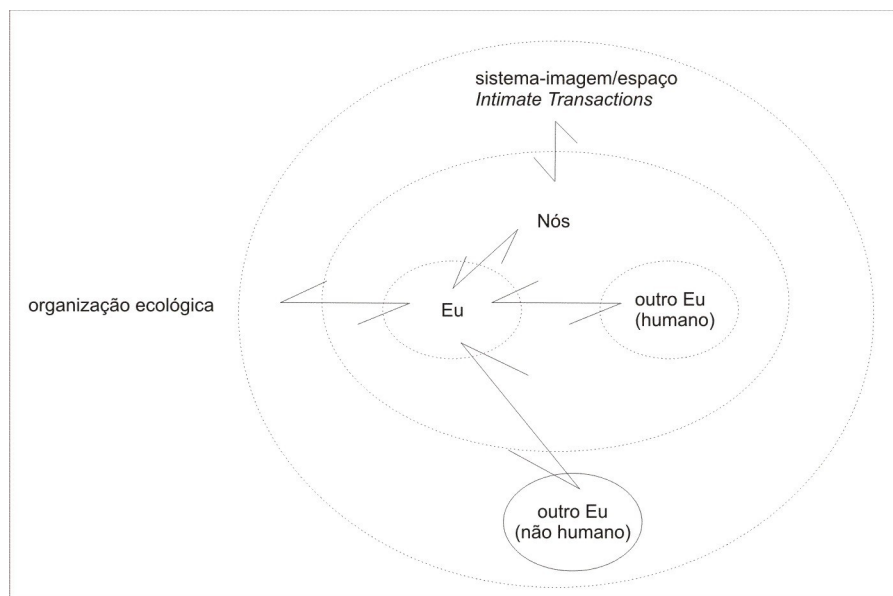 sistema-imagem/espaço
Intimate Transactions
Nós
organização ecológica
Eu
outro Eu
(humano)
outro Eu
(não humano)